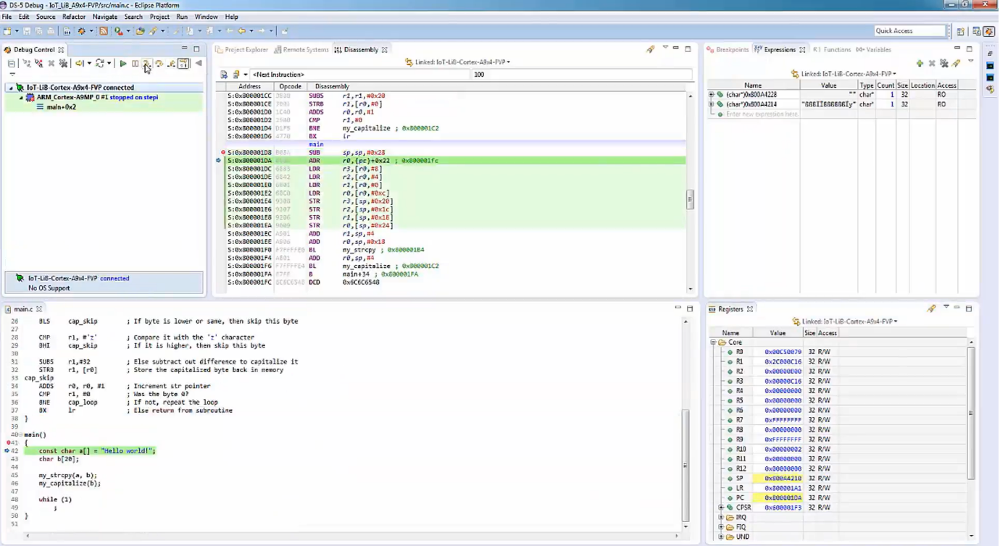 DS-5 Debug - IoT_LiB_A9x4-FVP/src/main.c - Eclipse Platform
File Edit Source Refactor Navigate Search Project Run Window Help
Quick Access
Debug Control
IoT-LiB-Cortex-A9x4-FVP connected
ARM_Cortex-A9MP_0 #1 stopped on stepi
main+0x2
IoT-LiB-Cortex-A9x4-FVP connected
No OS Support
Project Explorer Remote Systems Disassembly
Linked: IoT-LiB-Cortex-A9x4-FVP
<Next Instruction> 100
Address Opcode Disassembly
S:0x800001CC SUBS r1,r1,#0x20
S:0x800001CE STRB r1,[r0,#0]
S:0x800001D0 1C40 ADDS r0,r0,#1
S:0x800001D2 CMP r1,#0
S:0x800001D4 D1F5 BNE my_capitalize ; 0x800001C2
S:0x800001D6 4770 BX lr
main
S:0x800001D8 B08A SUB sp,sp,#0x28
S:0x800001DA ADR r0,{pc}+0x22 ; 0x800001fc
S:0x800001DC 6883 LDR r3,[r0,#8]
S:0x800001DE 6842 LDR r2,[r0,#4]
S:0x800001E0 6801 LDR r1,[r0,#0]
S:0x800001E2 68C0 LDR r0,[r0,#0xc]
S:0x800001E4 9308 STR r3,[sp,#0x20]
S:0x800001E6 9207 STR r2,[sp,#0x1c]
S:0x800001E8 9106 STR r1,[sp,#0x18]
S:0x800001EA 9009 STR r0,[sp,#0x24]
S:0x800001EC A901 ADD r1,sp,#4
S:0x800001EE A806 ADD r0,sp,#0x18
S:0x800001F0 BL my_strcpy ; 0x800001B4
S:0x800001F4 A801 ADD r0,sp,#4
S:0x800001F6 BL my_capitalize ; 0x800001C2
S:0x800001FA E7FE B main+34 ; 0x800001FA
S:0x800001FC 6C6C6548 DCD 0x6C6C6548
Breakpoints Expressions Functions Variables
Linked: IoT-LiB-Cortex-A9x4-FVP
Name Value Type Count Size Location Access
(char*)0x800A4228 "" char* 1 32 RO
(char*)0x800A4214 char* 1 32 RO
Enter new expression here
main.c
26 BLS cap_skip ; If byte is lower or same, then skip this byte
27
28 CMP r1, #'z' ; Compare it with the 'z' character
29 BHI cap_skip ; If it is higher, then skip this byte
30
31 SUBS r1,#32 ; Else subtract out difference to capitalize it
32 STRB r1, [r0] ; Store the capitalized byte back in memory
33 cap_skip
34 ADDS r0, r0, #1 ; Increment str pointer
35 CMP r1, #0 ; Was the byte 0?
36 BNE cap_loop ; If not, repeat the loop
37 BX lr ; Else return from subroutine
38 }
39
40 main()
41 {
42 const char a[] = "Hello world!";
43 char b[20];
44
45 my_strcpy(a, b);
46 my_capitalize(b);
47
48 while (1)
49 ;
50 }
51
Registers
Linked: IoT-LiB-Cortex-A9x4-FVP
Name Value Size Access
Core
R0 0x00C50079 32 R/W
R1 0x2C000C16 32 R/W
R2 0x00000B00 32 R/W
R3 0x00000C16 32 R/W
R4 0x00000000 32 R/W
R5 0x00000000 32 R/W
R6 0x00000000 32 R/W
R7 0xFFFFFFFF 32 R/W
R8 0x00000000 32 R/W
R9 0xFFFFFFFF 32 R/W
R10 0x00000002 32 R/W
R11 0x00000000 32 R/W
R12 0x00000000 32 R/W
SP 0x800A4210 32 R/W
LR 0x800001A1 32 R/W
PC 0x800001DA 32 R/W
CPSR 0x600001F3 32 R/W
IRQ
FIQ
UND